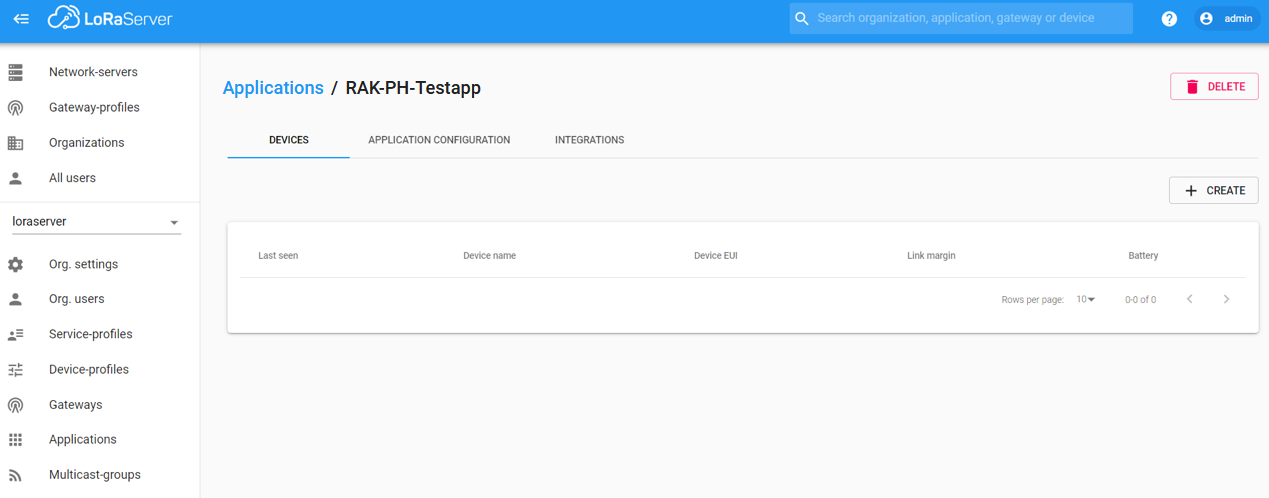 LoRaServer
Search organization, application, gateway or device
? admin
Network-servers
Gateway-profiles
Organizations
All users
loraserver
Org. settings
Org. users
Service-profiles
Device-profiles
Gateways
Applications
Multicast-groups
Applications / RAK-PH-Testapp
DELETE
DEVICES APPLICATION CONFIGURATION INTEGRATIONS
+ CREATE
Last seen Device name Device EUI Link margin Battery
Rows per page: 10 0-0 of 0